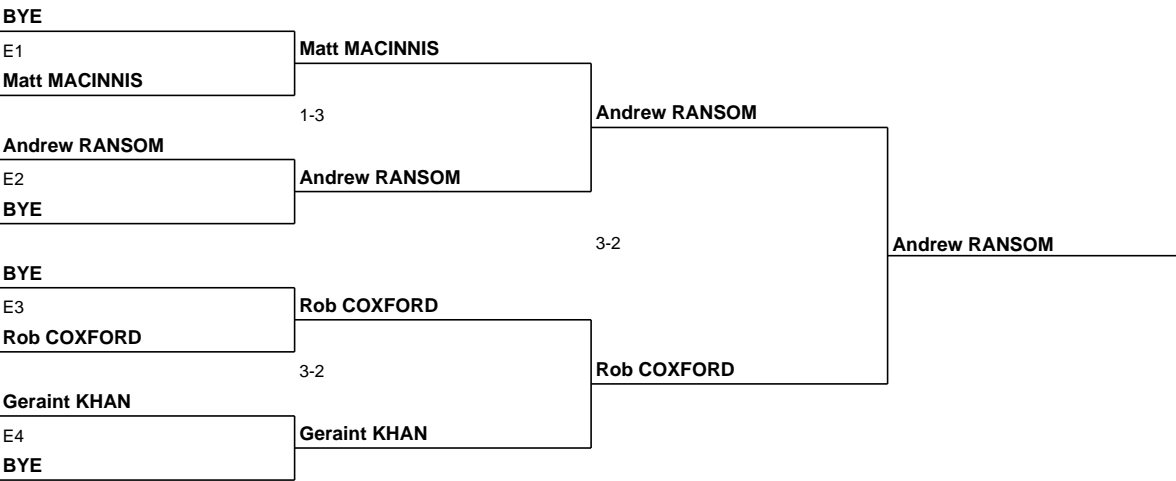 BYE
E1
Matt MACINNIS
Matt MACINNIS
1-3
Andrew RANSOM
E2
BYE
Andrew RANSOM
Andrew RANSOM
3-2
Andrew RANSOM
BYE
E3
Rob COXFORD
Rob COXFORD
3-2
Rob COXFORD
Geraint KHAN
E4
BYE
Geraint KHAN